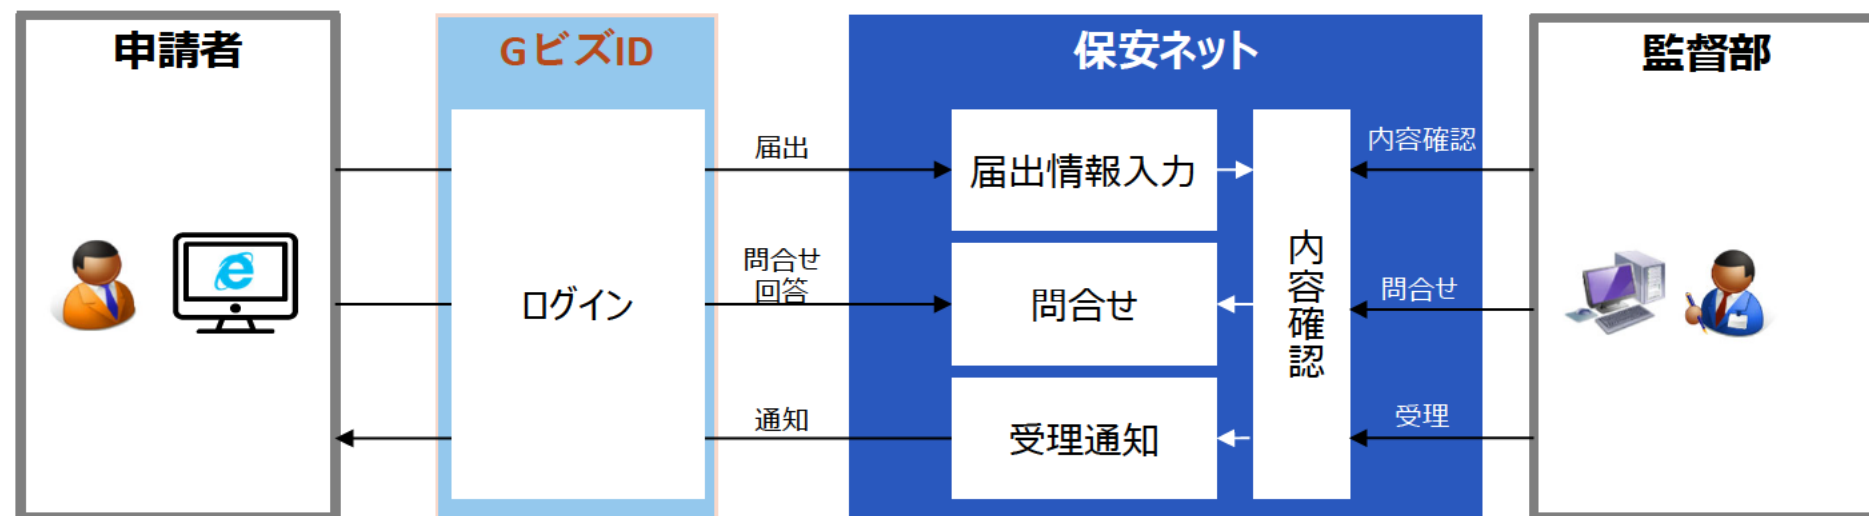 申請者
GビズID
保安ネット
監督部
届出
届出情報入力
内容確認
問合せ
回答
ログイン
問合せ
内容確認
問合せ
通知
受理通知
受理